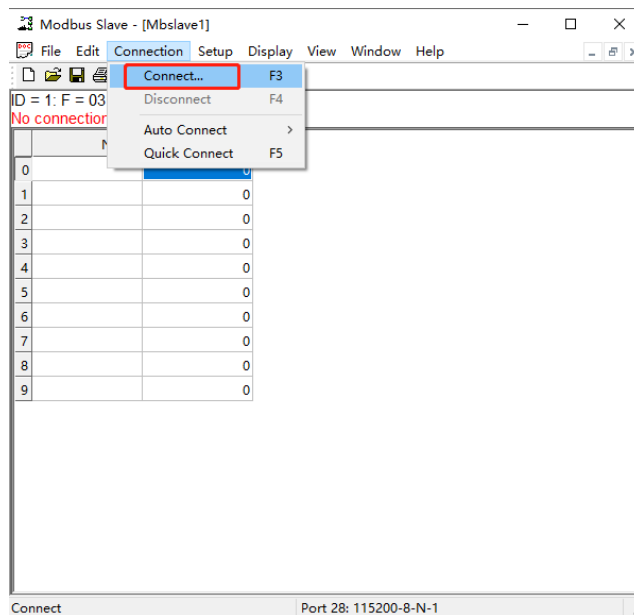 Modbus Slave - [Mbslave1]
File Edit Connection Setup Display View Window Help
Connect... F3
ID = 1: F = 03
Disconnect F4
No connection
Auto Connect >
Quick Connect F5
0 0
1 0
2 0
3 0
4 0
5 0
6 0
7 0
8 0
9 0
Connect Port 28: 115200-8-N-1